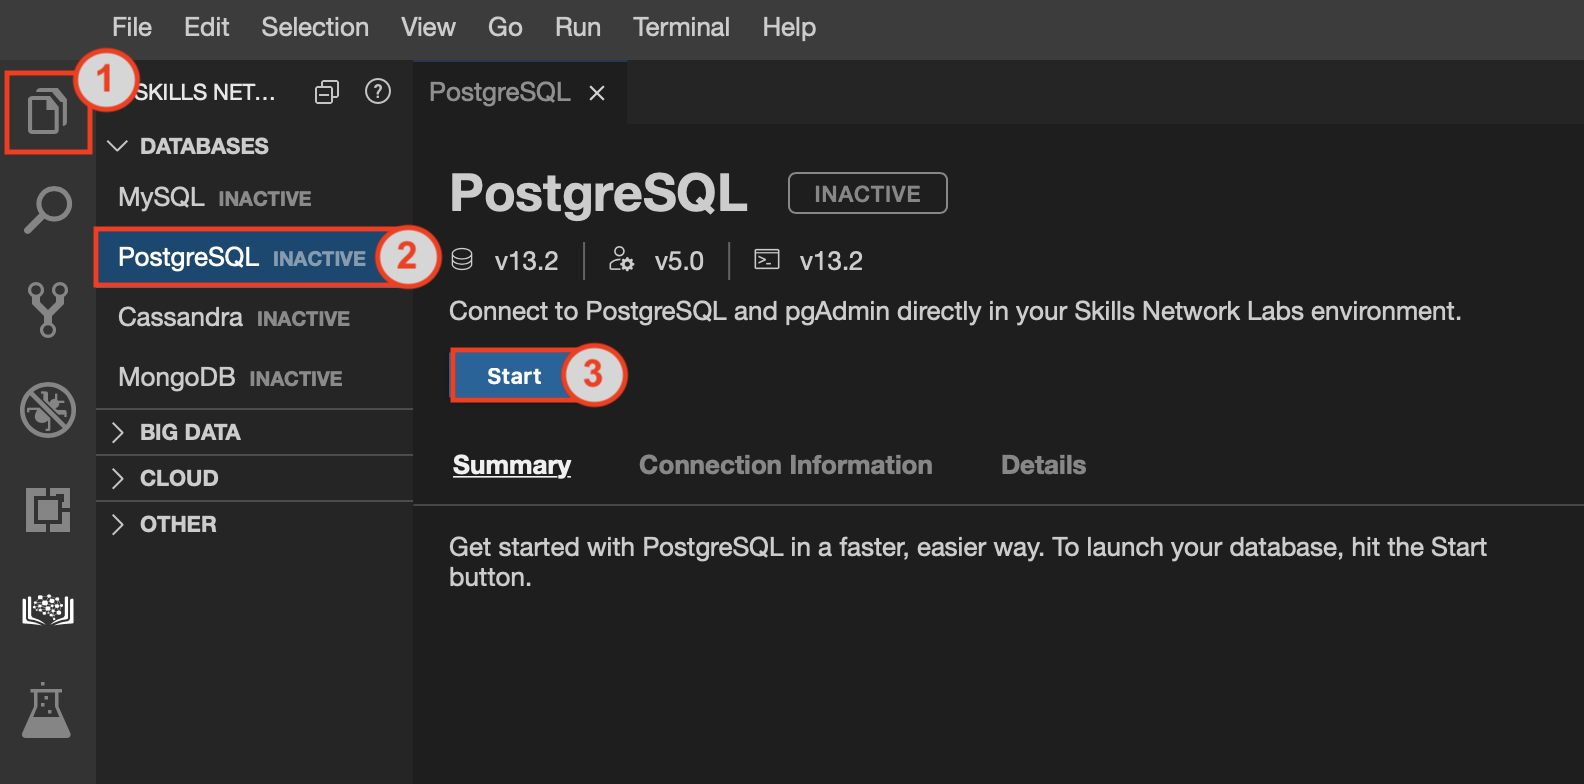 File Edit Selection View Go Run Terminal Help
1
SKILLS NET...
PostgreSQL
DATABASES
MySQL INACTIVE
PostgreSQL INACTIVE
2
Cassandra INACTIVE
MongoDB INACTIVE
BIG DATA
CLOUD
OTHER
PostgreSQL INACTIVE
v13.2 v5.0 v13.2
Connect to PostgreSQL and pgAdmin directly in your Skills Network Labs environment.
Start
3
Summary Connection Information Details
Get started with PostgreSQL in a faster, easier way. To launch your database, hit the Start
button.